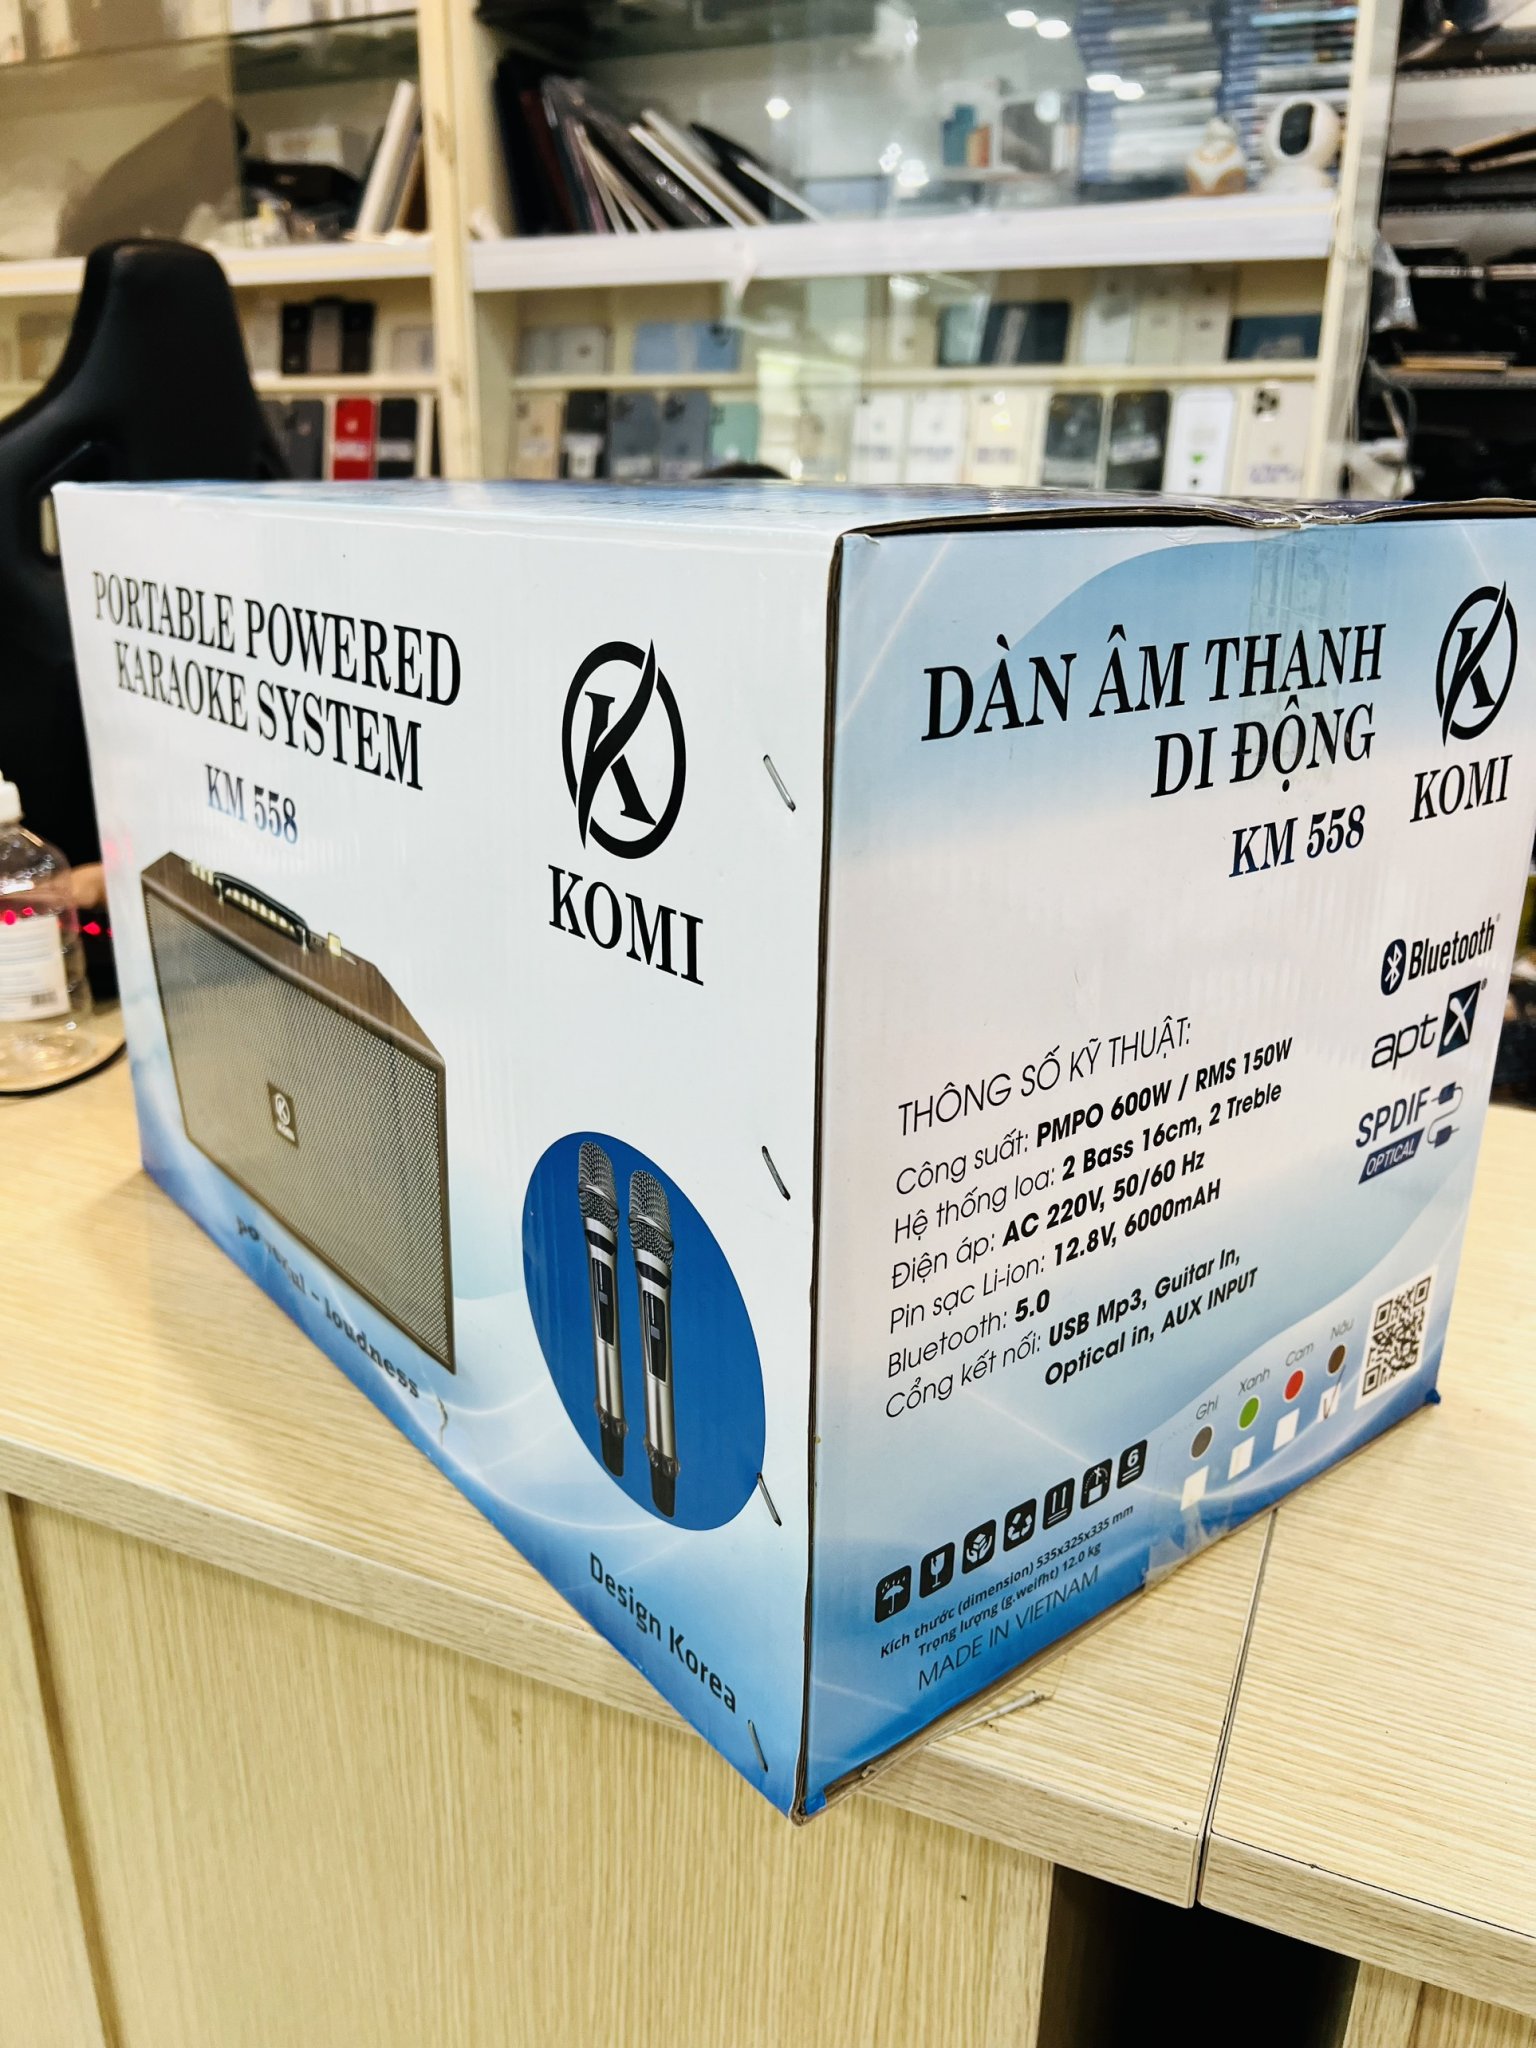 PORTABLE POWERED
KARAOKE SYSTEM
KM 558
KOMI
powerful - loudness
Design Korea
DÀN ÂM THANH
DI ĐỘNG
KM 558
KOMI
Bluetooth®
aptX®
SPDIF
OPTICAL
THÔNG SỐ KỸ THUẬT:
Công suất: PMPO 600W / RMS 150W
Hệ thống loa: 2 Bass 16cm, 2 Treble
Điện áp: AC 220V, 50/60 Hz
Pin sạc Li-ion: 12.8V, 6000mAH
Bluetooth: 5.0
Cổng kết nối: USB Mp3, Guitar In,
Optical in, AUX INPUT
Ghi Xanh Cam Nâu
6
Kích thước (dimension) 535x325x335 mm
Trọng lượng (g.weifht) 12.0 kg
MADE IN VIETNAM